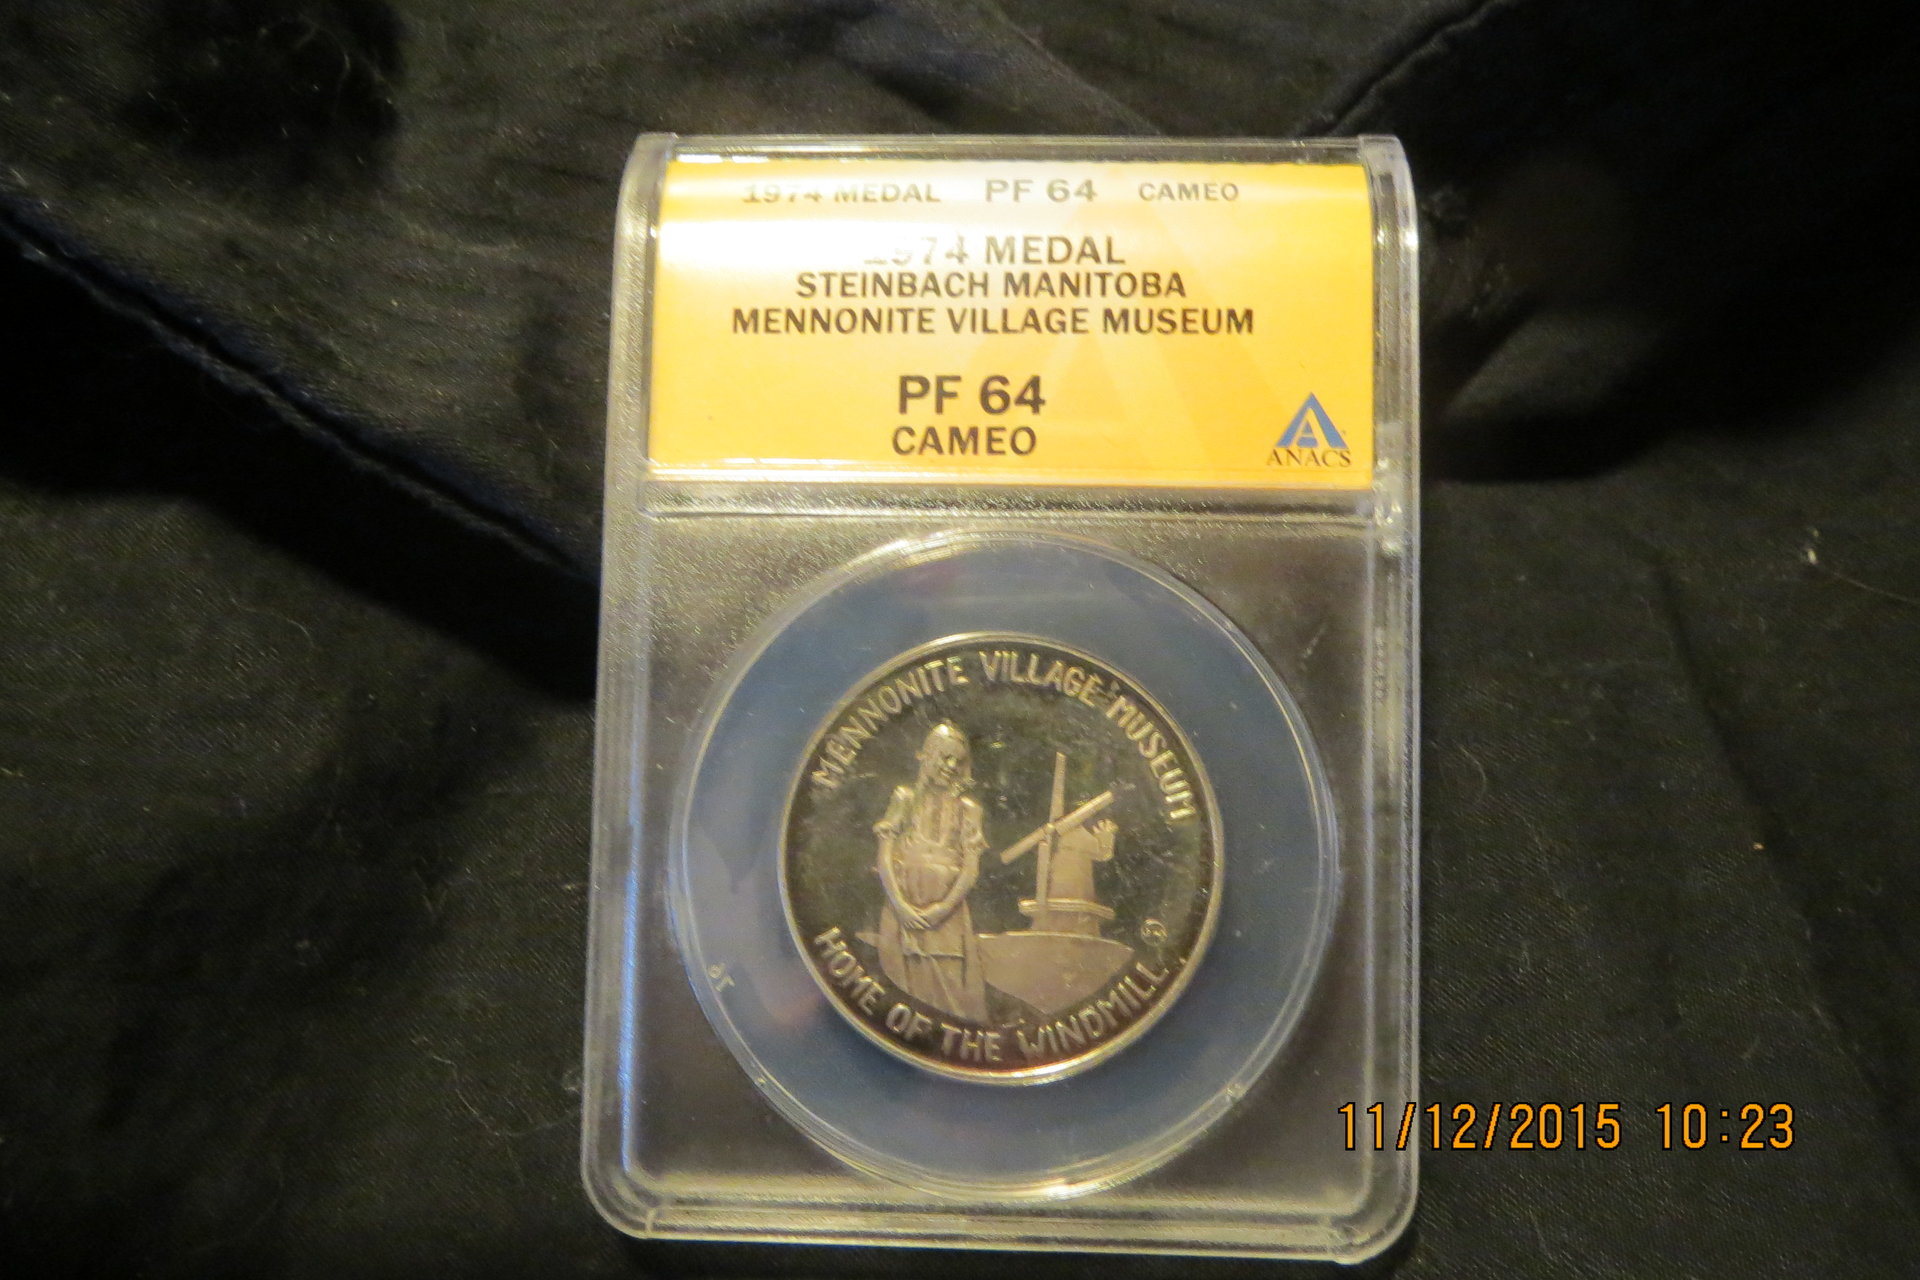 1974 MEDAL PF 64 CAMEO
1974 MEDAL
STEINBACH MANITOBA
MENNONITE VILLAGE MUSEUM
PF 64
CAMEO
ANACS
MENNONITE VILLAGE MUSEUM
HOME OF THE WINDMILL
11/12/2015 10:23